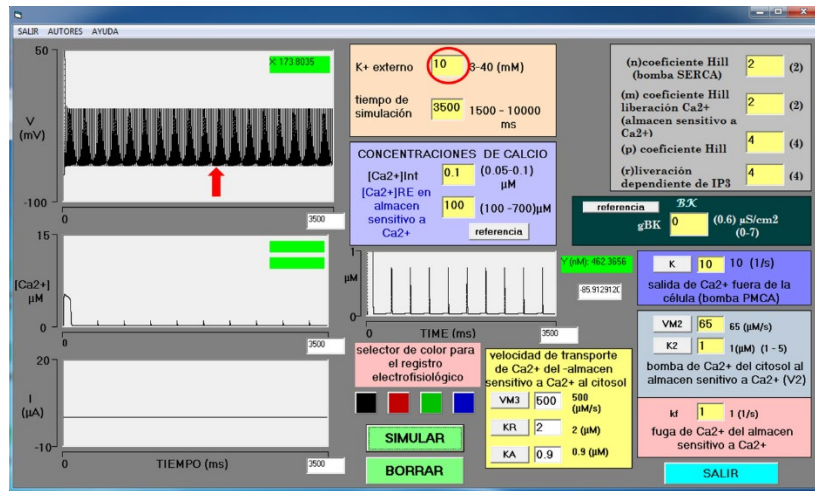 SALIR AUTORES AYUDA
50
X: 173.8035
V
(mV)
-100
0
3500
15
[Ca2+]
µM
0
0
3500
20
I
(µA)
-10
0
TIEMPO (ms)
3500
K+ externo 10 3-40 (mM)
tiempo de
simulación 3500 1500 - 10000
ms
CONCENTRACIONES DE CALCIO
[Ca2+]Int 0.1 (0.05-0.1)
µM
[Ca2+]RE en
almacen
sensitivo a
Ca2+
100 (100 -700)µM
referencia
1
µM
0
0
TIME (ms)
3500
Y (nM): 462.3656
-85.912912
selector de color para
el registro
electrofisiológico
SIMULAR
BORRAR
velocidad de transporte
de Ca2+ del -almacen
sensitivo a Ca2+ al citosol
VM3 500 500
(µM/s)
KR 2 2 (µM)
KA 0.9 0.9 (µM)
(n)coeficiente Hill
(bomba SERCA)
2 (2)
(m) coeficiente Hill
liberación Ca2+
(almacen sensitivo a
Ca2+)
2 (2)
(p) coeficiente Hill
4 (4)
(r)liveración
dependiente de IP3
4 (4)
referencia BK
gBK 0 (0.6) µS/cm2
(0-7)
K 10 10 (1/s)
salida de Ca2+ fuera de la
célula (bomba PMCA)
VM2 65 65 (µM/s)
K2 1 1(µM) (1 - 5)
bomba de Ca2+ del citosol al
almacen senitivo a Ca2+ (V2)
kf 1 1 (1/s)
fuga de Ca2+ del almacen
sensitivo a Ca2+
SALIR